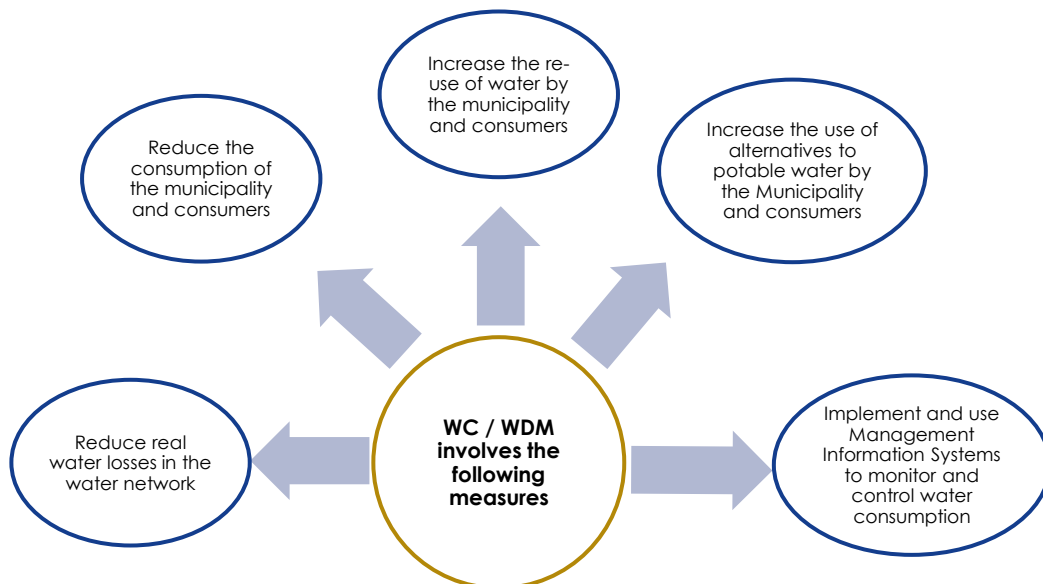 Increase the re-
use of water by
the municipality
and consumers
Reduce the
consumption of
the municipality
and consumers
Increase the use of
alternatives to
potable water by
the Municipality
and consumers
Reduce real
water losses in the
water network
WC / WDM
involves the
following
measures
Implement and use
Management
Information Systems
to monitor and
control water
consumption